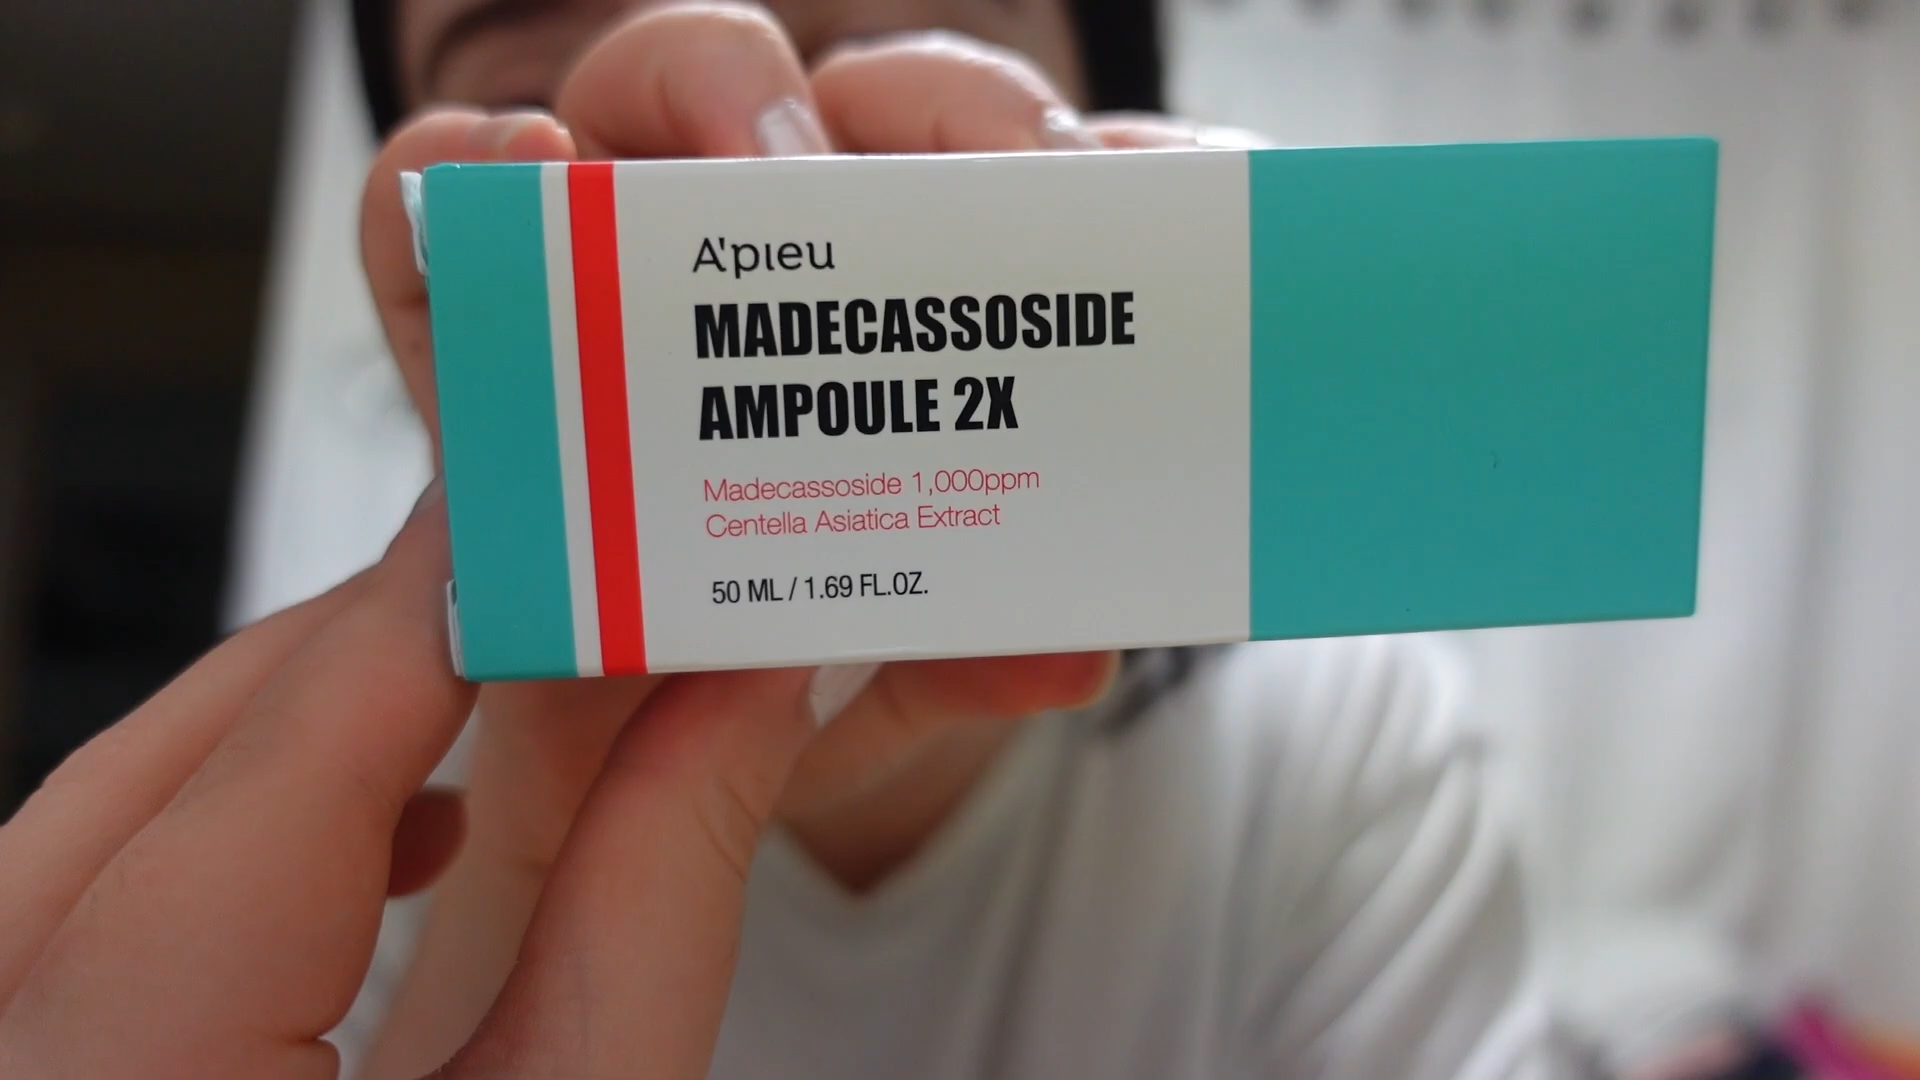 A'pieu
MADECASSOSIDE
AMPOULE 2X
Madecassoside 1,000ppm
Centella Asiatica Extract
50 ML / 1.69 FL.OZ.